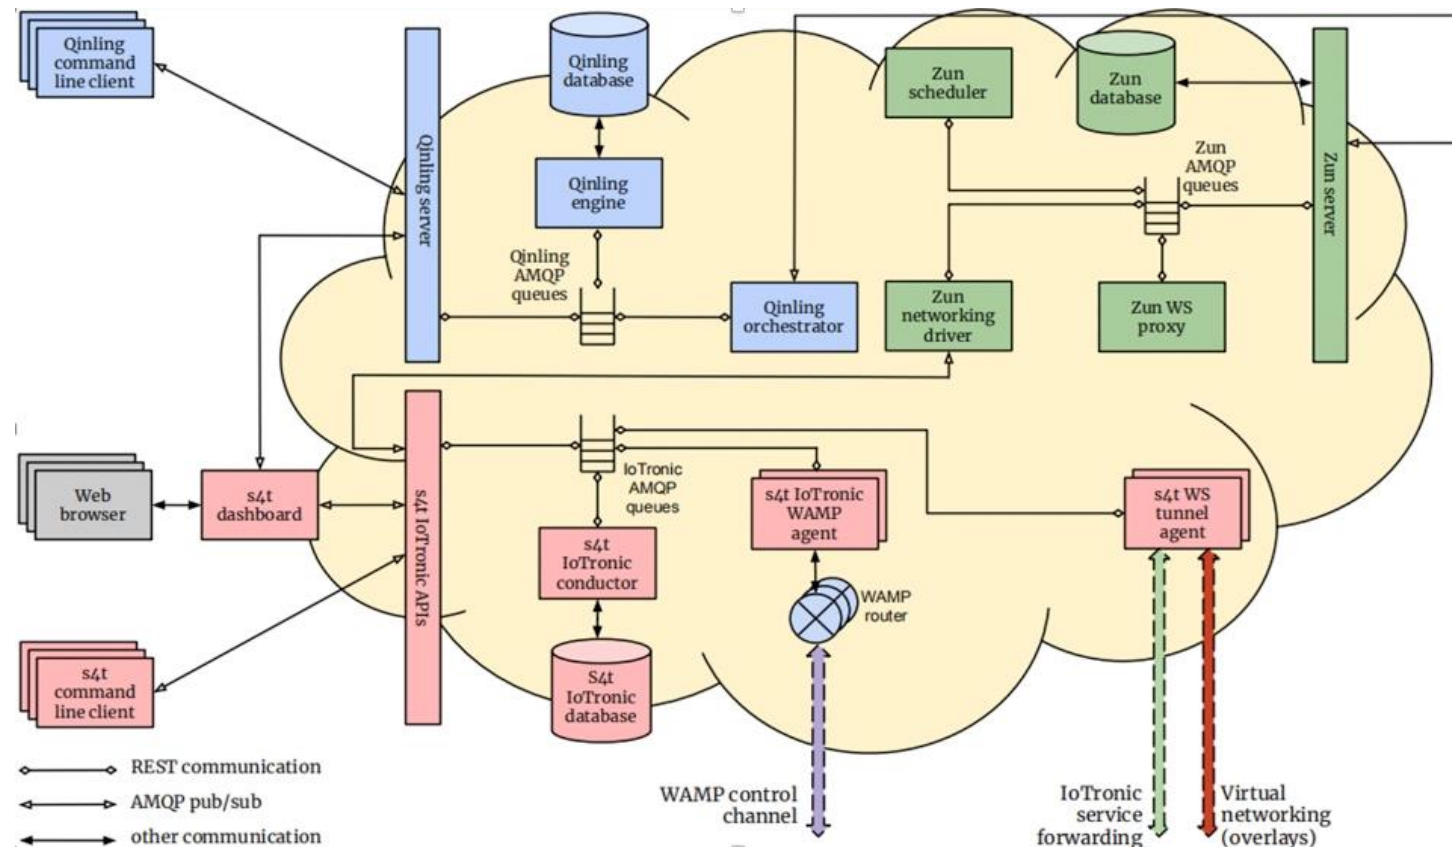 Qinling
command
line client
Qinling
database
Zun
scheduler
Zun
database
Qinling server
Qinling
engine
Zun
AMQP
queues
Zun server
Qinling
AMQP
queues
Qinling
orchestrator
Zun
networking
driver
Zun WS
proxy
Web
browser
s4t
dashboard
s4t IoTronic APIs
IoTronic
AMQP
queues
s4t IoTronic
WAMP
agent
s4t WS
tunnel
agent
s4t
IoTronic
conductor
WAMP
router
s4t
command
line client
S4t
IoTronic
database
REST communication
AMQP pub/sub
other communication
WAMP control
channel
IoTronic
service
forwarding
Virtual
networking
(overlays)